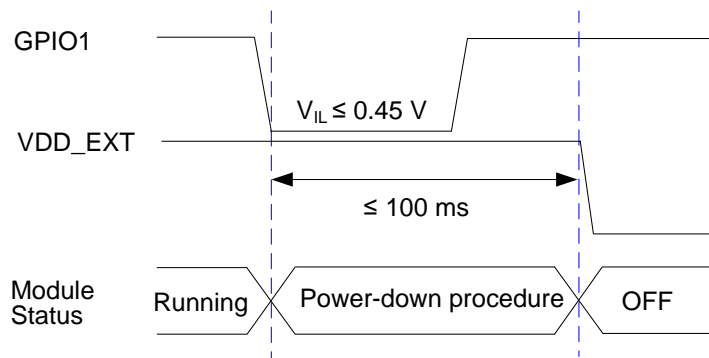 GPIO1
V_IL ≤ 0.45 V
VDD_EXT
≤ 100 ms
Module
Status
Running
Power-down procedure
OFF